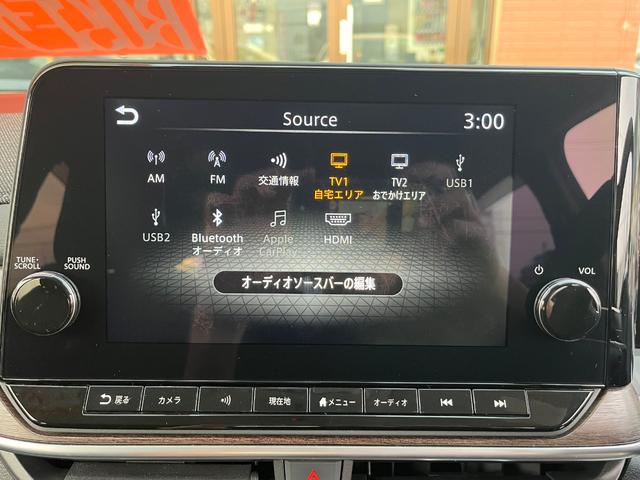 Source
3:00
AM
FM
交通情報
TV1
自宅エリア
TV2
おでかけエリア
USB1
USB2
Bluetooth
オーディオ
Apple
CarPlay
HDMI
オーディオソースバーの編集
TUNE・
SCROLL
PUSH
SOUND
VOL
戻る
カメラ
現在地
メニュー
オーディオ